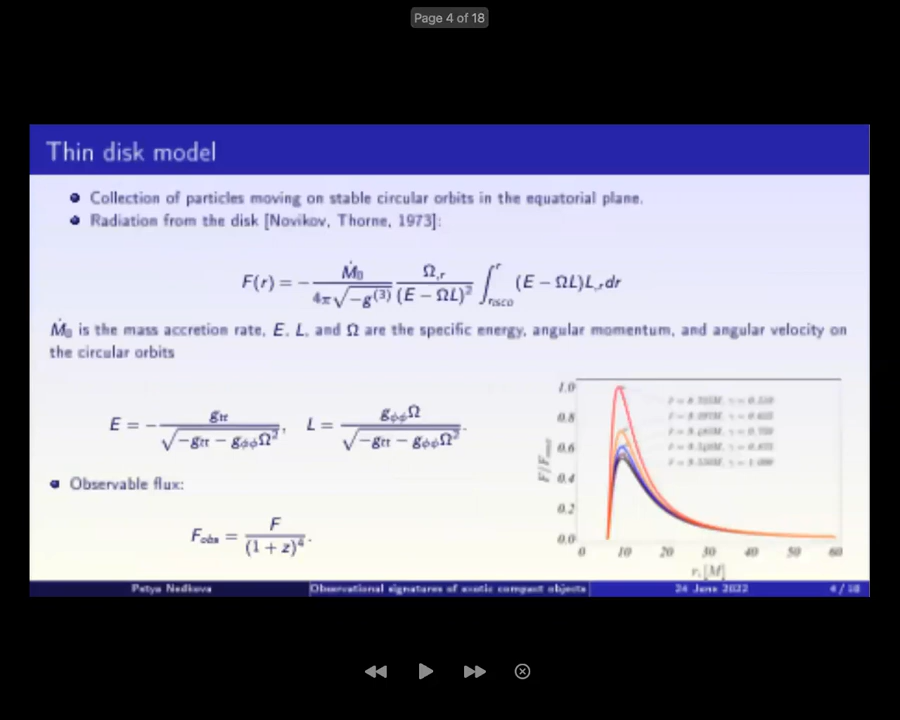 Page 4 of 18
Thin disk model
Collection of particles moving on stable circular orbits in the equatorial plane.
Radiation from the disk [Novikov, Thorne, 1973]:
F(r) = − Ṁ₀ / (4π√−g⁽³⁾) Ω,ᵣ / (E − ΩL)² ∫_{r_ISCO}^{r} (E − ΩL)L,ᵣ dr
Ṁ₀ is the mass accretion rate, E, L, and Ω are the specific energy, angular momentum, and angular velocity on
the circular orbits
E = − g_tt / √(−g_tt − g_ϕϕΩ²), L = g_ϕϕΩ / √(−g_tt − g_ϕϕΩ²).
Observable flux:
F_obs = F / (1 + z)⁴.
1.0
0.8
0.6
0.4
0.2
0.0
0 10 20 30 40 50 60
Petya Nedkova Observational signatures of exotic compact objects 24 June 2022 4 / 18